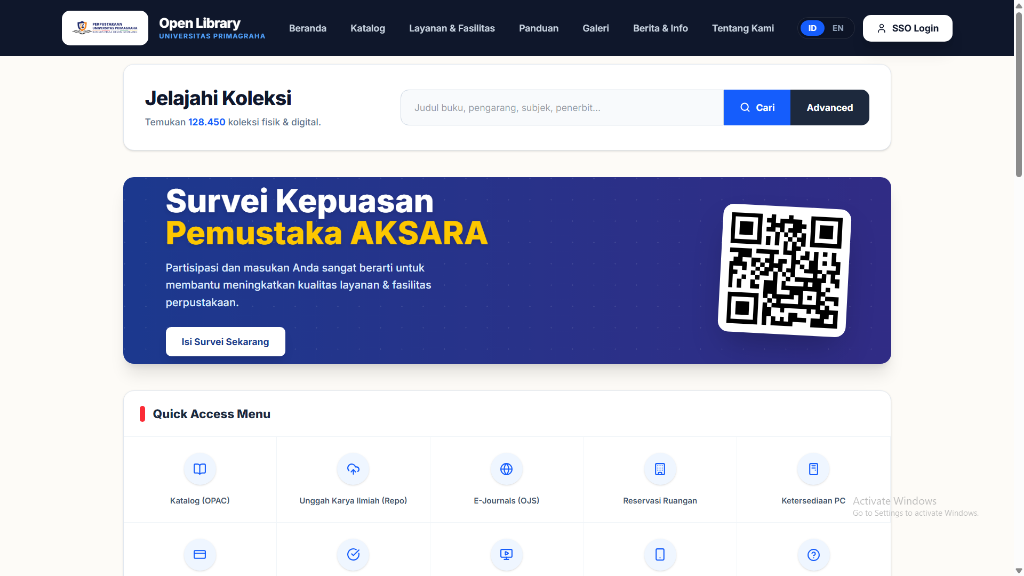 PERPUSTAKAAN
UNIVERSITAS PRIMAGRAHA
Open Library
UNIVERSITAS PRIMAGRAHA
Beranda
Katalog
Layanan & Fasilitas
Panduan
Galeri
Berita & Info
Tentang Kami
ID
EN
SSO Login
Jelajahi Koleksi
Temukan 128.450 koleksi fisik & digital.
Judul buku, pengarang, subjek, penerbit...
Cari
Advanced
Survei Kepuasan
Pemustaka AKSARA
Partisipasi dan masukan Anda sangat berarti untuk
membantu meningkatkan kualitas layanan & fasilitas
perpustakaan.
Isi Survei Sekarang
Quick Access Menu
Katalog (OPAC)
Unggah Karya Ilmiah (Repo)
E-Journals (OJS)
Reservasi Ruangan
Ketersediaan PC
Activate Windows
Go to Settings to activate Windows.